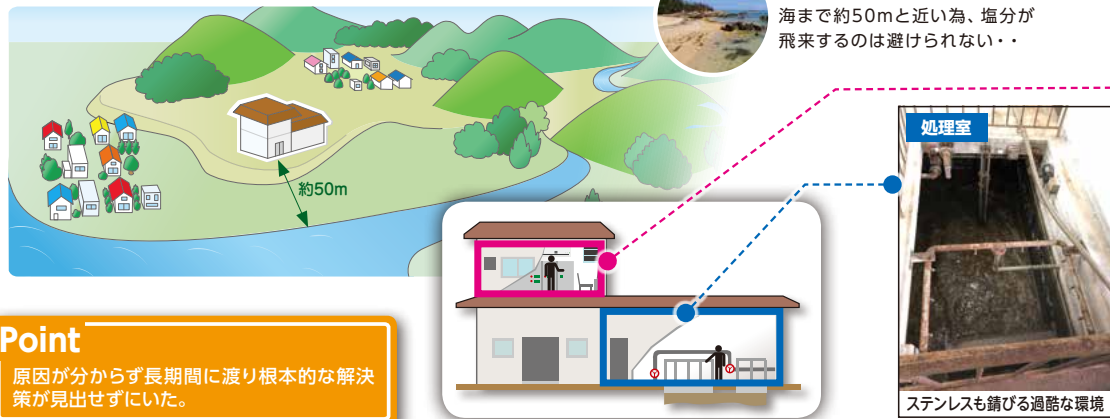 海まで約50mと近い為、塩分が
飛来するのは避けられない・・
約50m
処理室
ステンレスも錆びる過酷な環境
Point
原因が分からず長期間に渡り根本的な解決
策が見出せずにいた。